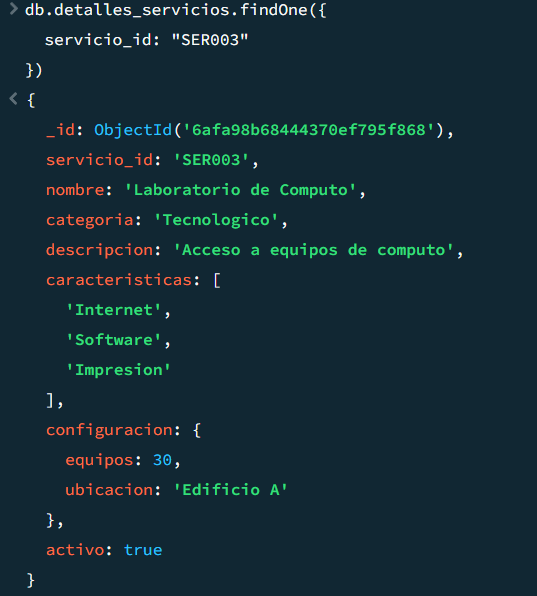 > db.detalles_servicios.findOne({
servicio_id: "SER003"
})
< {
_id: ObjectId('6afa98b68444370ef795f868'),
servicio_id: 'SER003',
nombre: 'Laboratorio de Computo',
categoria: 'Tecnologico',
descripcion: 'Acceso a equipos de computo',
caracteristicas: [
'Internet',
'Software',
'Impresion'
],
configuracion: {
equipos: 30,
ubicacion: 'Edificio A'
},
activo: true
}